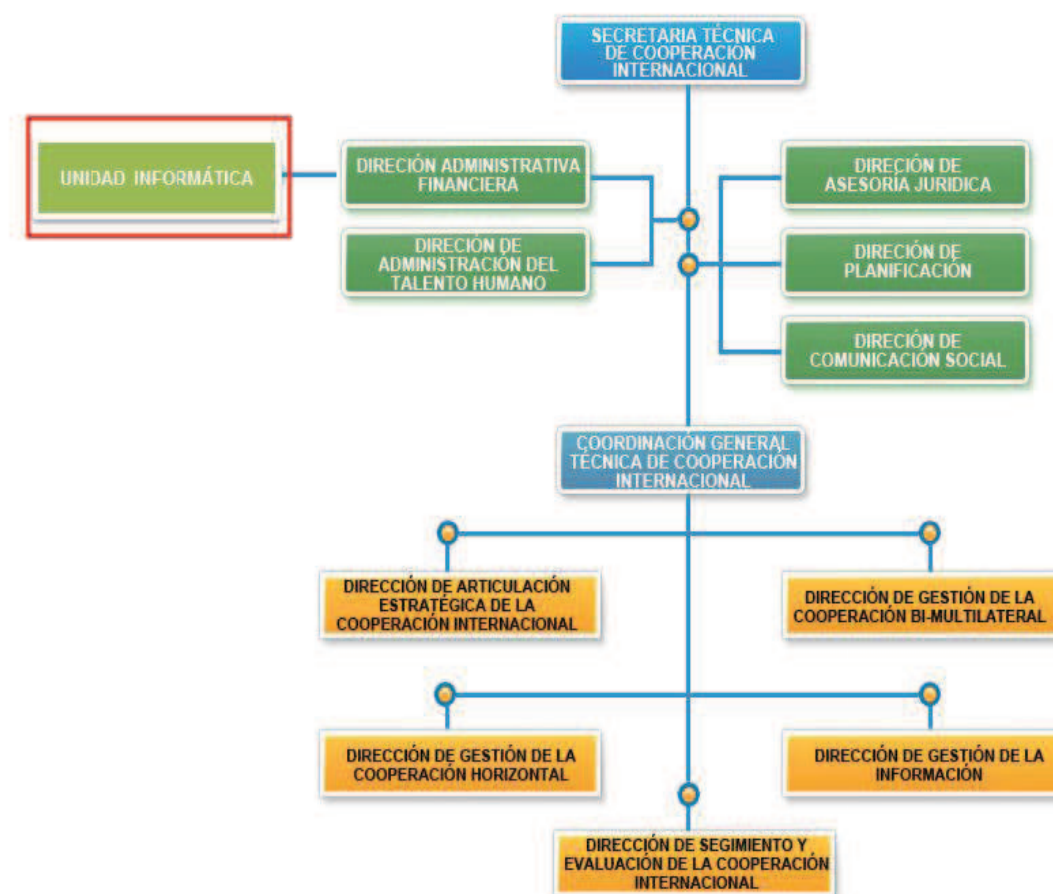 SECRETARIA TÉCNICA
DE COOPERACIÓN
INTERNACIONAL
UNIDAD INFORMÁTICA
DIRECIÓN ADMINISTRATIVA
FINANCIERA
DIRECIÓN DE
ASESORÍA JURIDICA
DIRECIÓN DE
ADMINISTRACIÓN DEL
TALENTO HUMANO
DIRECIÓN DE
PLANIFICACIÓN
DIRECIÓN DE
COMUNICACIÓN SOCIAL
COORDINACIÓN GENERAL
TÉCNICA DE COOPERACIÓN
INTERNACIONAL
DIRECCIÓN DE ARTICULACIÓN
ESTRATÉGICA DE LA
COOPERACIÓN INTERNACIONAL
DIRECCIÓN DE GESTIÓN DE LA
COOPERACIÓN BI-MULTILATERAL
DIRECCIÓN DE GESTIÓN DE LA
COOPERACIÓN HORIZONTAL
DIRECCIÓN DE GESTIÓN DE LA
INFORMACIÓN
DIRECCIÓN DE SEGIMIENTO Y
EVALUACIÓN DE LA COOPERACIÓN
INTERNACIONAL